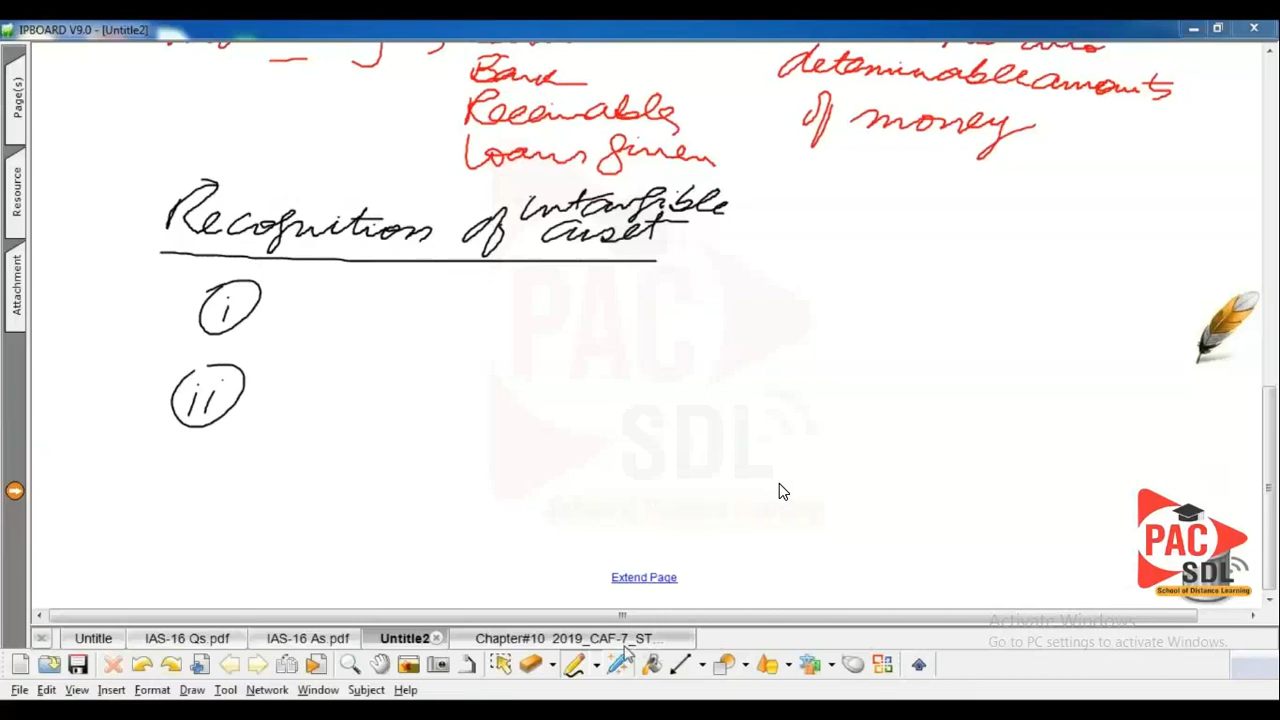 IPBOARD V9.0 - [Untitle2]
Page(s)
Resource
Attachment
Bank
Receivables
Loans given
determinable amounts
of money
Recognition of intangible
asset
i
ii
PAC
SDL
PAC
SDL
School of Distance Learning
Extend Page
Activate Windows
Go to PC settings to activate Windows.
Untitle IAS-16 Qs.pdf IAS-16 As.pdf Untitle2 Chapter#10_2019_CAF-7_ST...
File Edit View Insert Format Draw Tool Network Window Subject Help